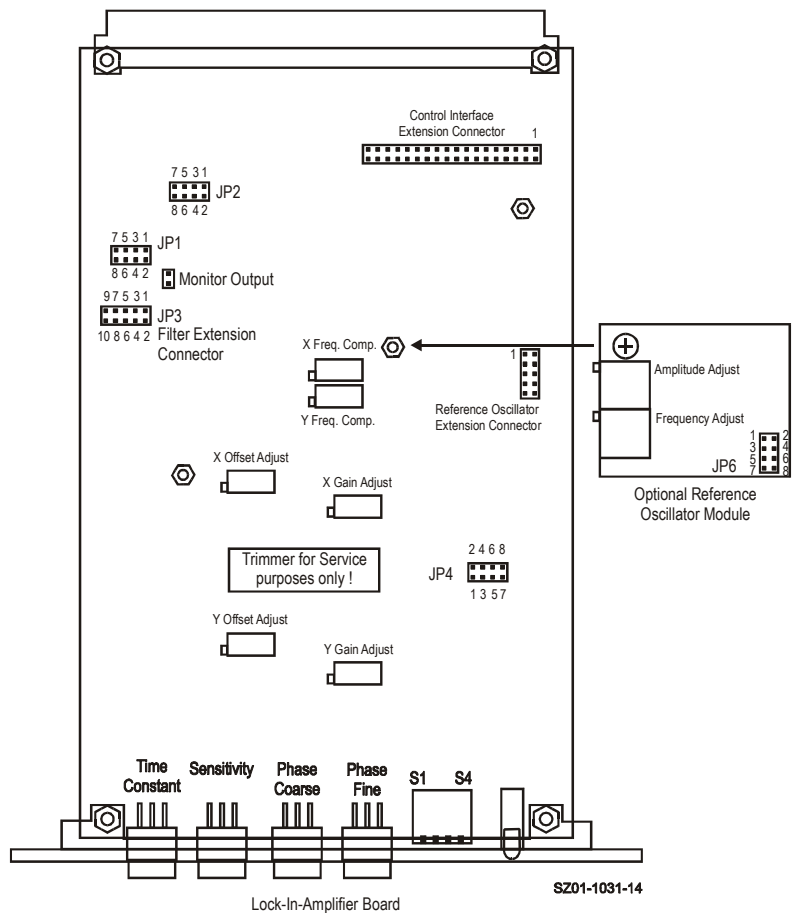 Control Interface
Extension Connector 1
7 5 3 1
JP2
8 6 4 2
7 5 3 1
JP1
8 6 4 2
Monitor Output
9 7 5 3 1
JP3
10 8 6 4 2
Filter Extension
Connector
X Freq. Comp.
Y Freq. Comp.
1
Reference Oscillator
Extension Connector
Amplitude Adjust
Frequency Adjust
1 2
3 4
5 6
7 8
JP6
Optional Reference
Oscillator Module
X Offset Adjust
X Gain Adjust
Trimmer for Service
purposes only !
2 4 6 8
JP4
1 3 5 7
Y Offset Adjust
Y Gain Adjust
Time
Constant
Sensitivity
Phase
Coarse
Phase
Fine
S1 S4
SZ01-1031-14
Lock-In-Amplifier Board